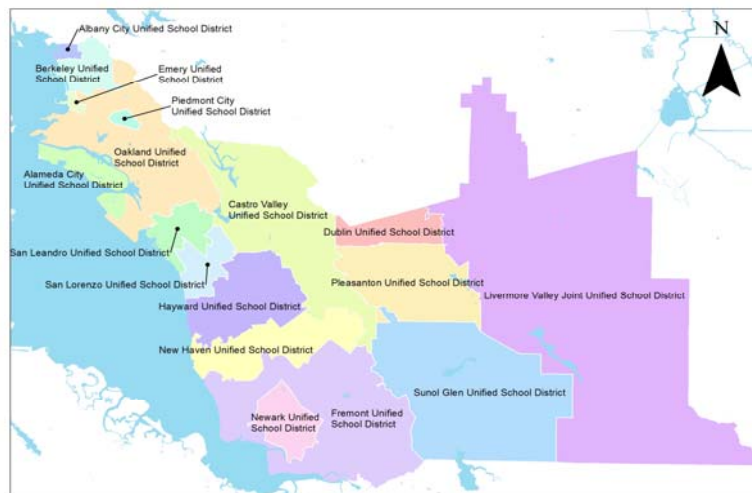 Albany City Unified School District
N
Berkeley Unified
School District
Emery Unified
School District
Piedmont City
Unified School District
Oakland Unified
School District
Alameda City
Unified School District
Castro Valley
Unified School District
Dublin Unified School District
San Leandro Unified School District
San Lorenzo Unified School District
Pleasanton Unified School District
Livermore Valley Joint Unified School District
Hayward Unified School District
New Haven Unified School District
Sunol Glen Unified School District
Newark Unified
School District
Fremont Unified
School District